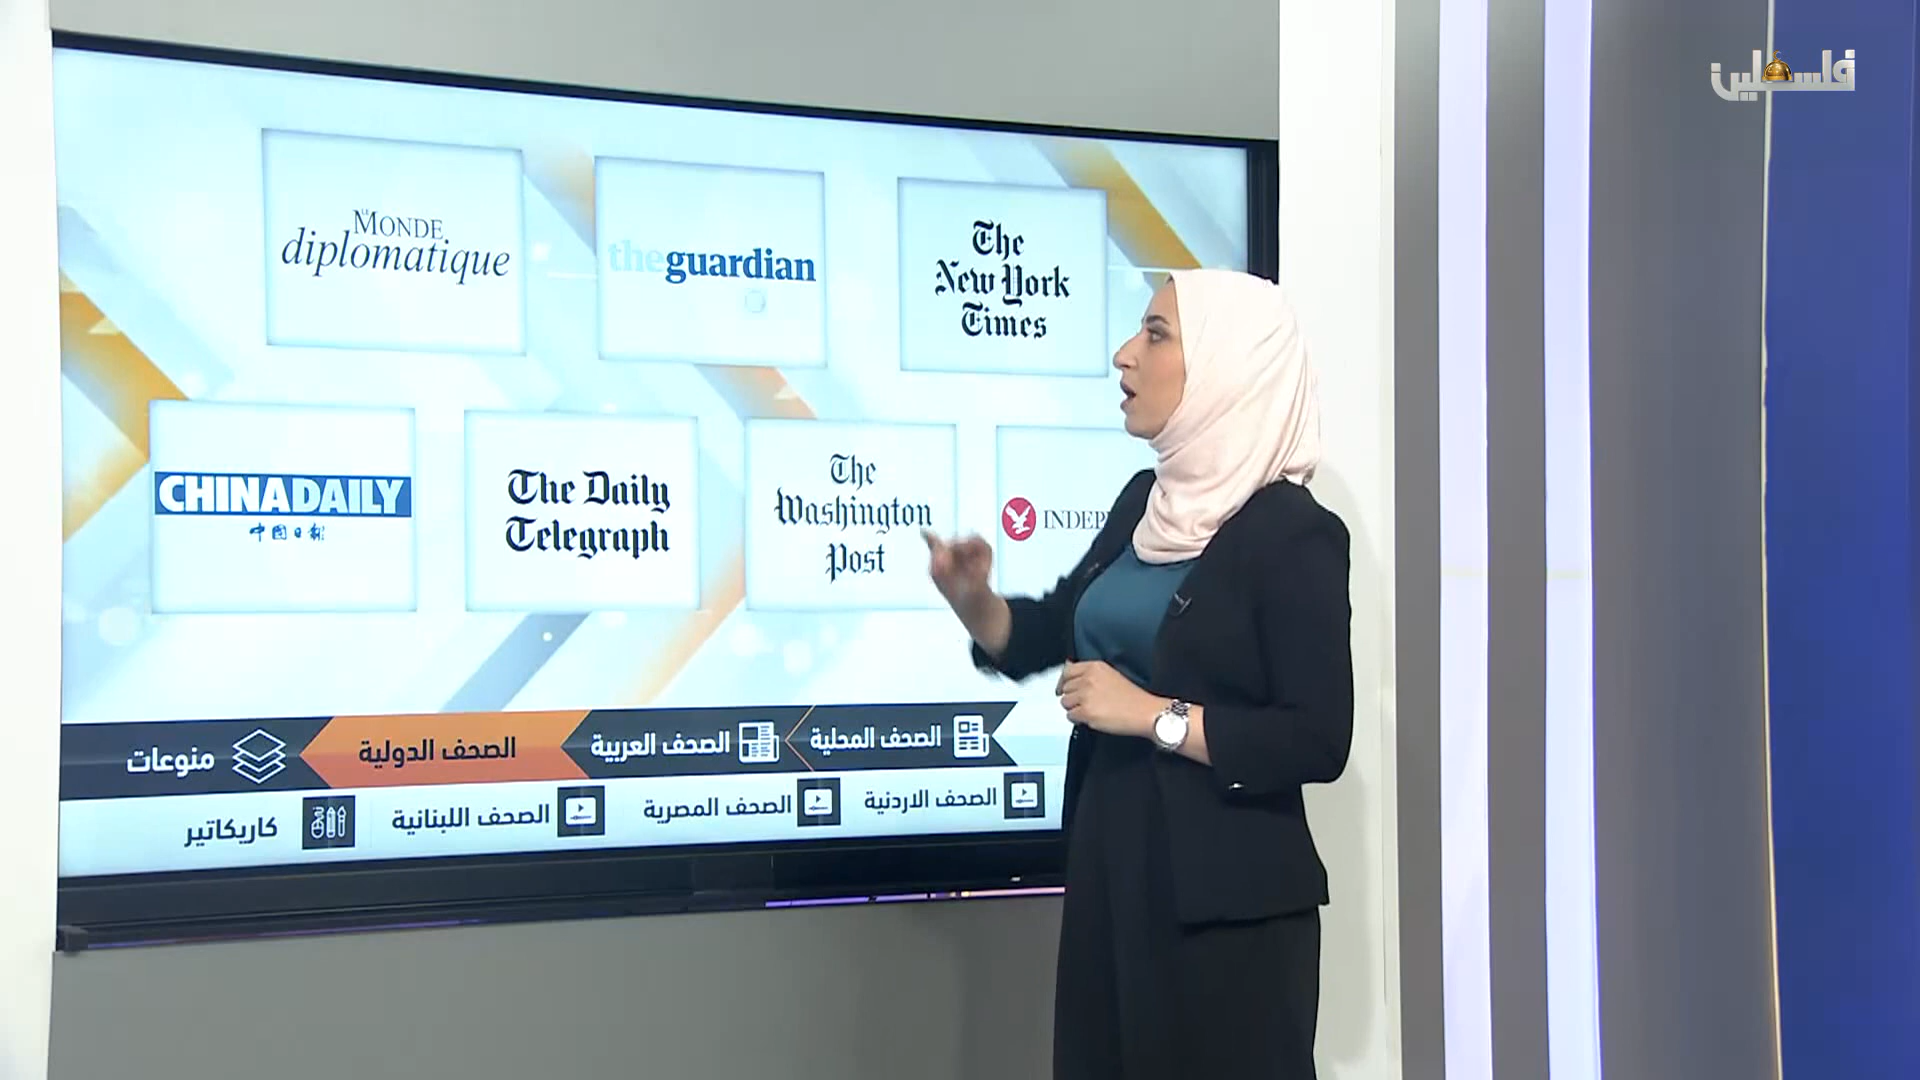 فلسطين
LE
MONDE
diplomatique
theguardian
The
New York
Times
CHINADAILY
中国日报
The Daily
Telegraph
The
Washington
Post
INDEP
الصحف المحلية
الصحف العربية
الصحف الدولية
منوعات
الصحف الاردنية
الصحف المصرية
الصحف اللبنانية
كاريكاتير